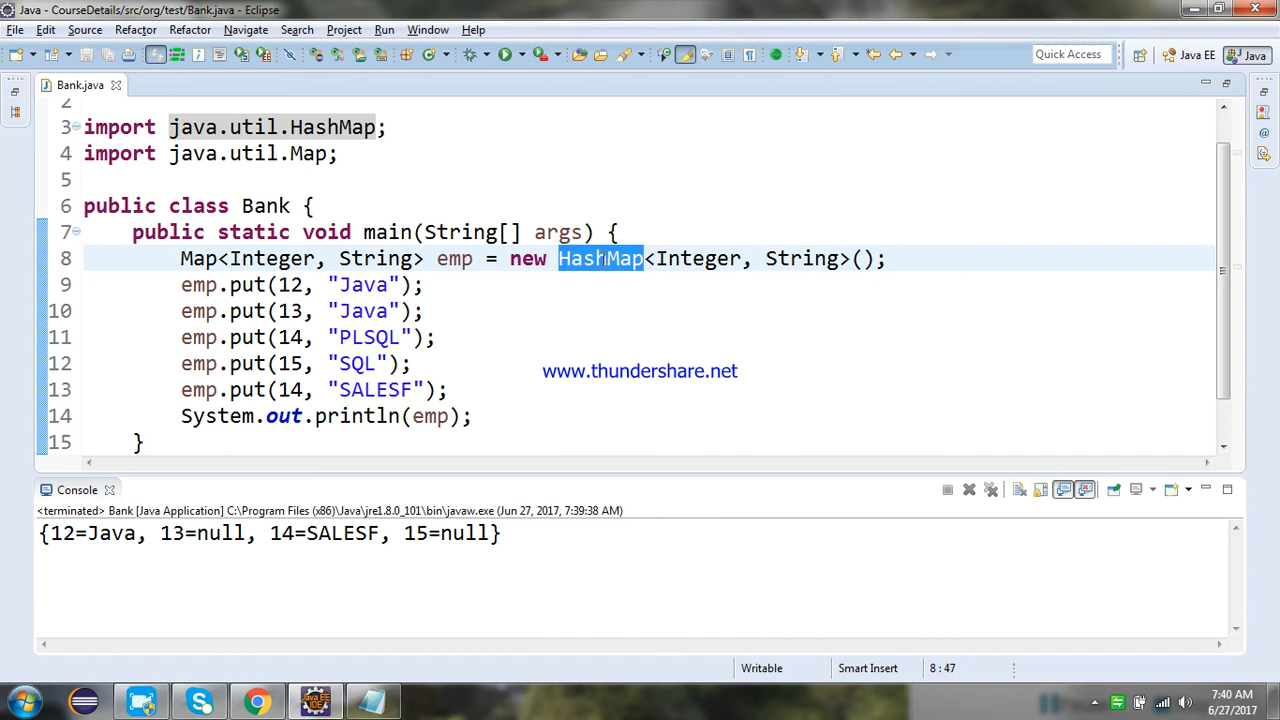 Java - CourseDetails/src/org/test/Bank.java - Eclipse
File Edit Source Refactor Refactor Navigate Search Project Run Window Help
Quick Access Java EE Java
Bank.java
2
3 import java.util.HashMap;
4 import java.util.Map;
5
6 public class Bank {
7 public static void main(String[] args) {
8 Map<Integer, String> emp = new HashMap<Integer, String>();
9 emp.put(12, "Java");
10 emp.put(13, "Java");
11 emp.put(14, "PLSQL");
12 emp.put(15, "SQL");
13 emp.put(14, "SALESF");
14 System.out.println(emp);
15 }
www.thundershare.net
Console
<terminated> Bank [Java Application] C:\Program Files (x86)\Java\jre1.8.0_101\bin\javaw.exe (Jun 27, 2017, 7:39:38 AM)
{12=Java, 13=null, 14=SALESF, 15=null}
Writable Smart Insert 8 : 47
Java EE IDE
7:40 AM
6/27/2017